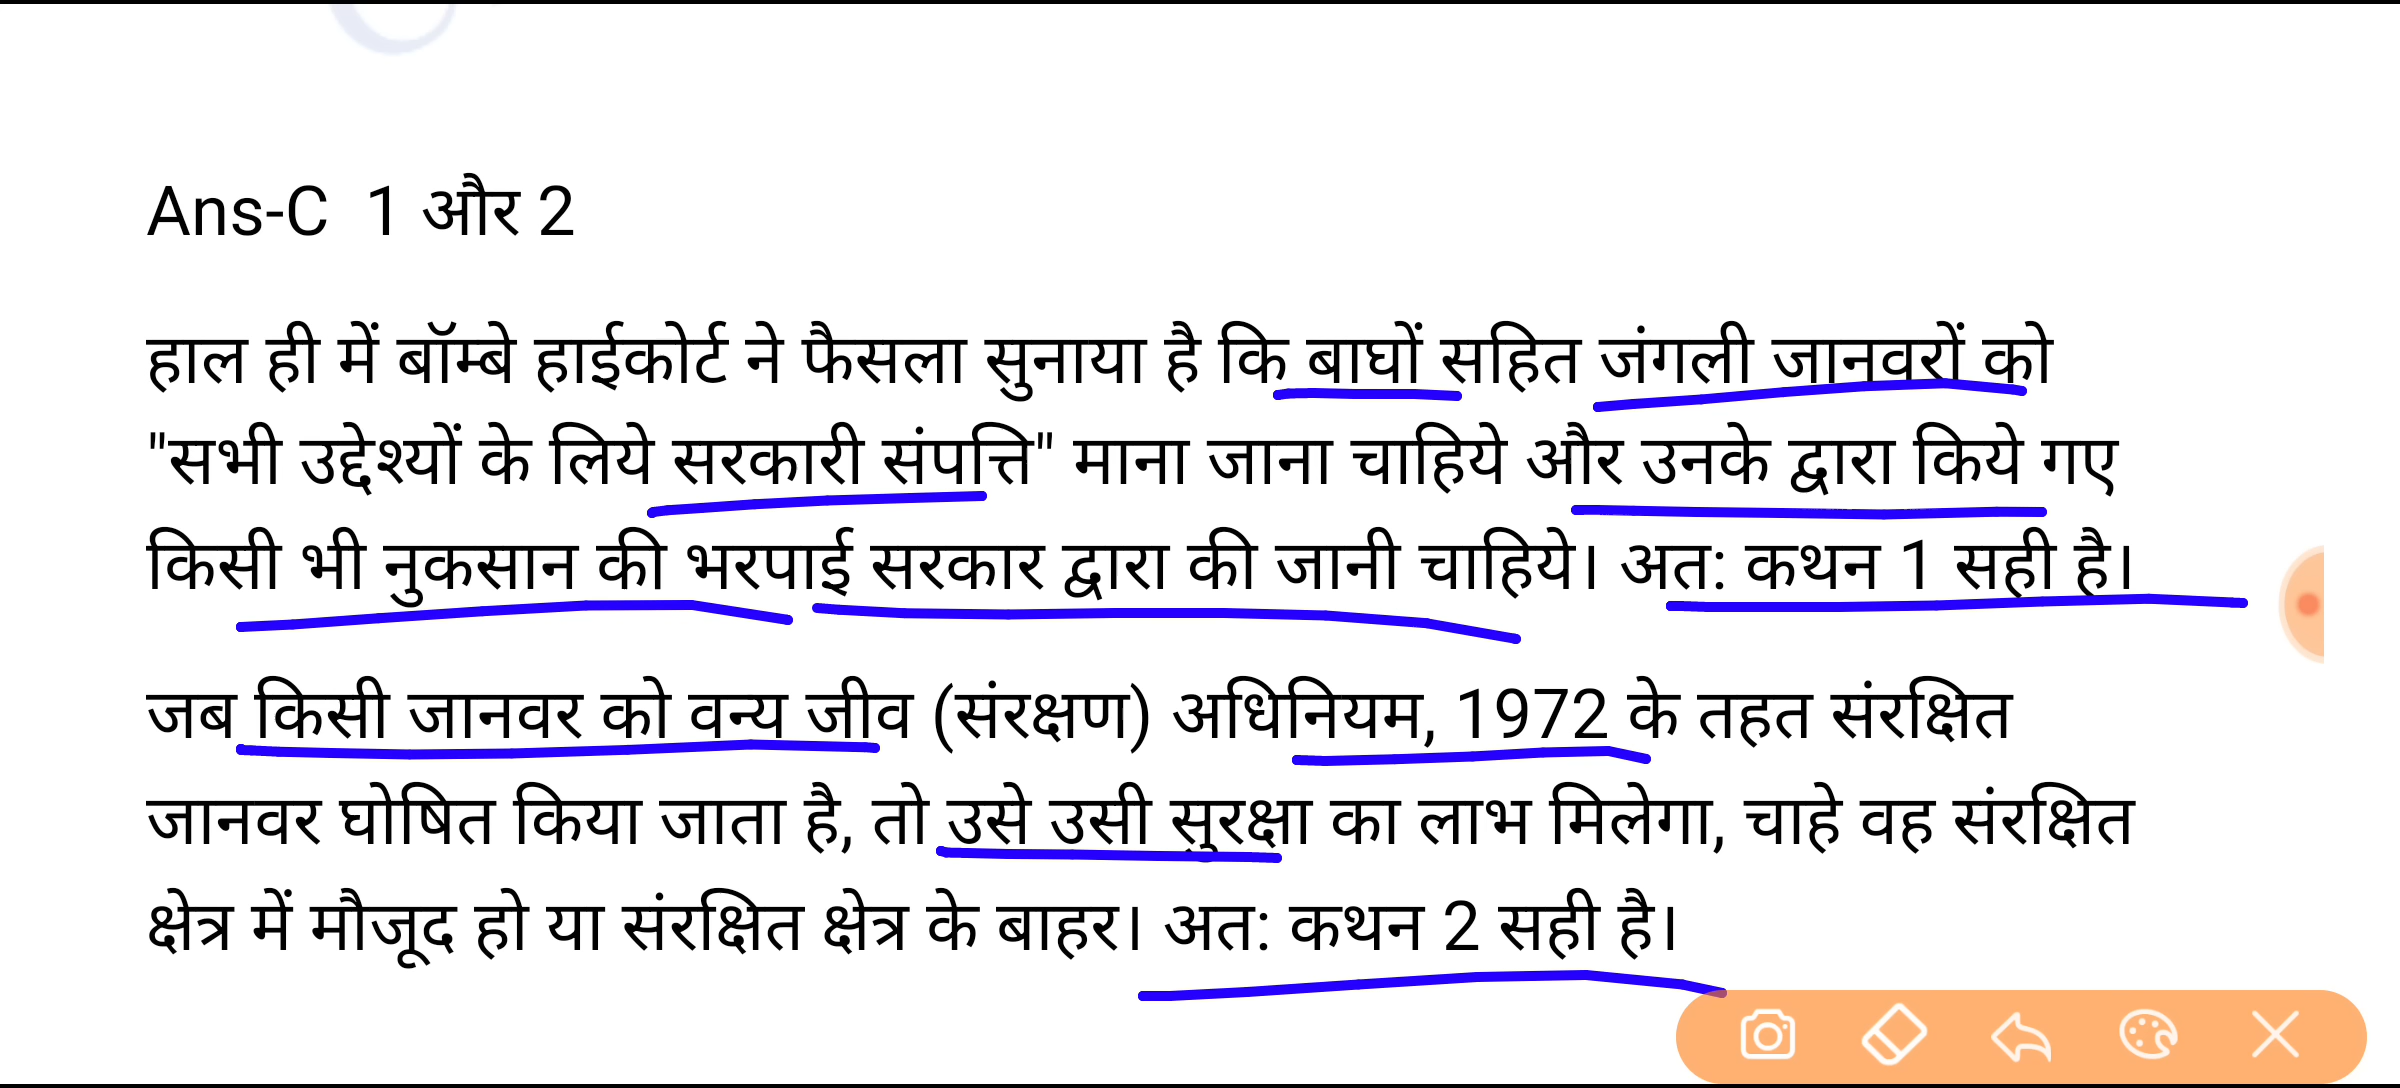 Ans-C 1 और 2
हाल ही में बॉम्बे हाईकोर्ट ने फैसला सुनाया है कि बाघों सहित जंगली जानवरों को
"सभी उद्देश्यों के लिये सरकारी संपत्ति" माना जाना चाहिये और उनके द्वारा किये गए
किसी भी नुकसान की भरपाई सरकार द्वारा की जानी चाहिये। अत: कथन 1 सही है।
जब किसी जानवर को वन्य जीव (संरक्षण) अधिनियम, 1972 के तहत संरक्षित
जानवर घोषित किया जाता है, तो उसे उसी सुरक्षा का लाभ मिलेगा, चाहे वह संरक्षित
क्षेत्र में मौजूद हो या संरक्षित क्षेत्र के बाहर। अत: कथन 2 सही है।